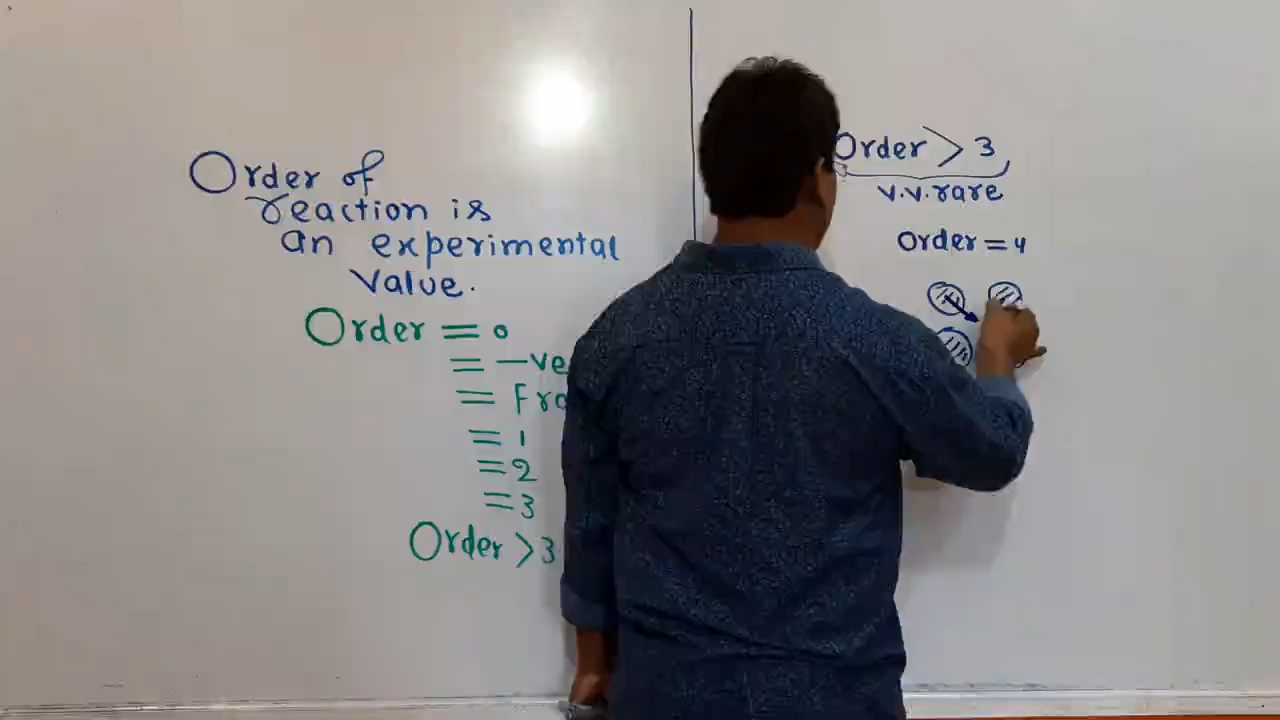 Order of
reaction is
an experimental
value.
Order = 0
= -ve
= Fra
= 1
= 2
= 3
Order > 3
Order > 3
v.v.rare
Order = 4